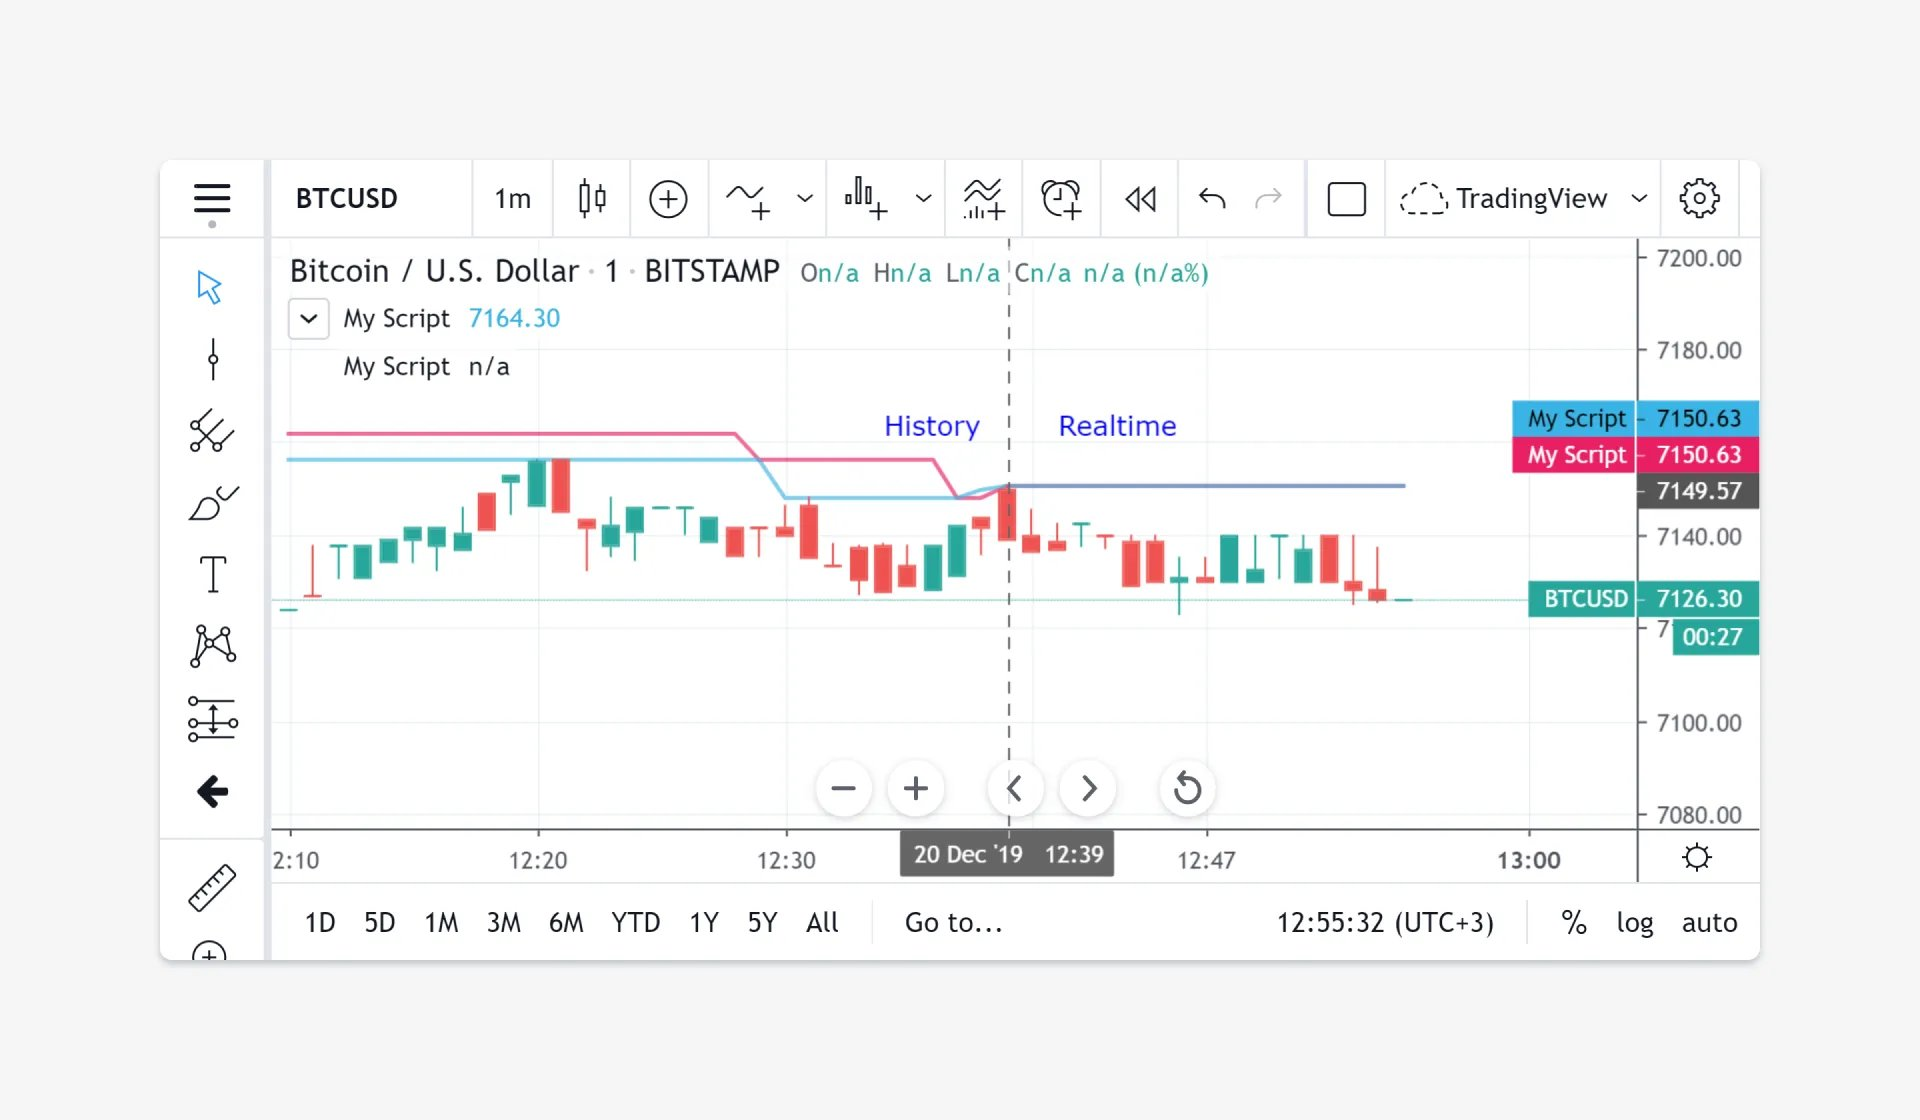 BTCUSD 1m TradingView
Bitcoin / U.S. Dollar · 1 · BITSTAMP On/a Hn/a Ln/a Cn/a n/a (n/a%)
My Script 7164.30
My Script n/a
History Realtime
7200.00
7180.00
My Script 7150.63
My Script 7150.63
7149.57
7140.00
BTCUSD 7126.30
00:27
7100.00
7080.00
2:10 12:20 12:30 20 Dec '19 12:39 12:47 13:00
1D 5D 1M 3M 6M YTD 1Y 5Y All Go to... 12:55:32 (UTC+3) % log auto